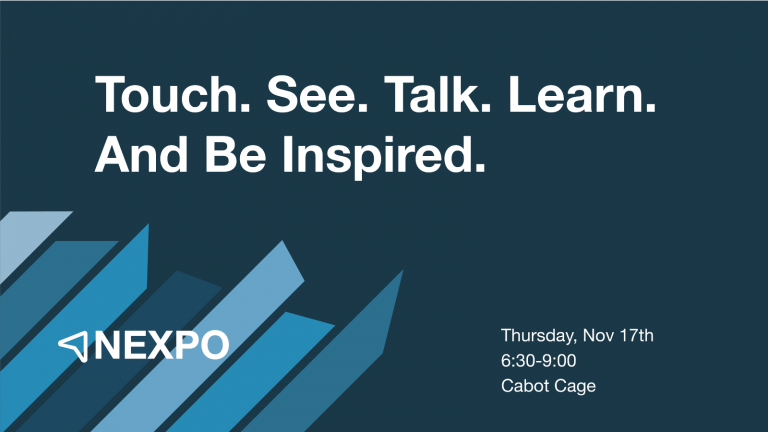 Touch. See. Talk. Learn.
And Be Inspired.
NEXPO
Thursday, Nov 17th
6:30-9:00
Cabot Cage